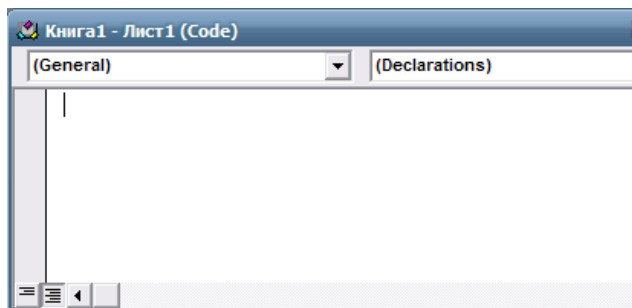 Книга1 - Лист1 (Code)
(General)
(Declarations)